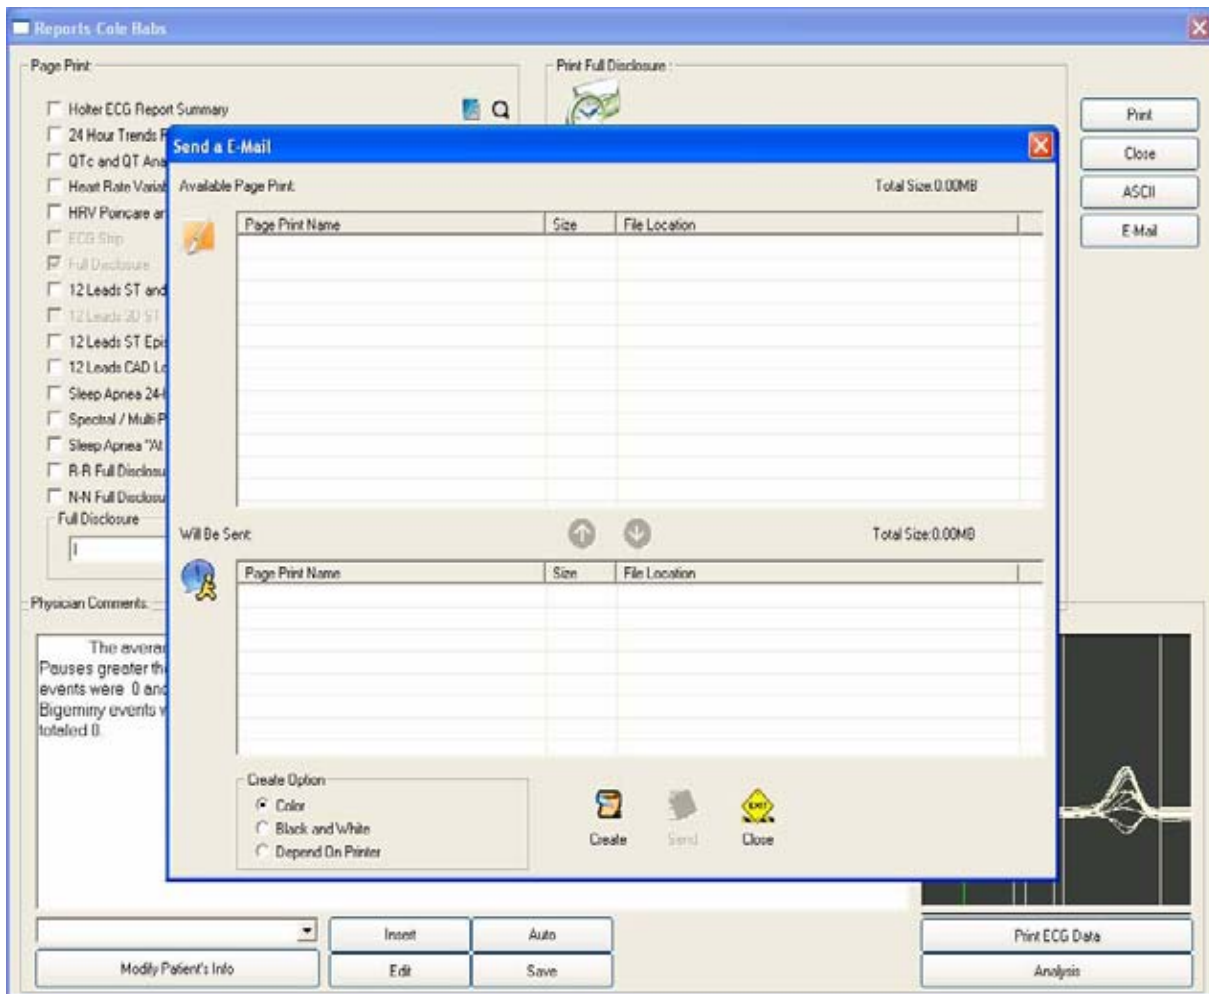 Reports-Cole Babs
Page Print
Print Full Disclosure :
Holter ECG Report Summary
24 Hour Trends
QTc and QT Ana
Heart Rate Variab
HRV Poincare an
ECG Strip
Full Disclosure
12 Leads ST and
12 Leads 3D ST
12 Leads ST Epis
12 Leads CAD Lo
Sleep Apnea 24-
Spectral / Multi-P
Sleep Apnea "At
R-R Full Disclosu
N-N Full Disclosu
Full Disclosure
Print
Close
ASCII
E-Mail
Send a E-Mail
Available Page Print:
Total Size:0.00MB
Page Print Name Size File Location
Will Be Sent:
Total Size:0.00MB
Page Print Name Size File Location
Create Option
Color
Black and White
Depend On Printer
Create Send Close
EXIT
Physician Comments:
The avera
Pauses greater th
events were 0 and
Bigeminy events w
totaled 0.
Insert Auto
Modify Patient's Info Edit Save
Print ECG Data
Analysis